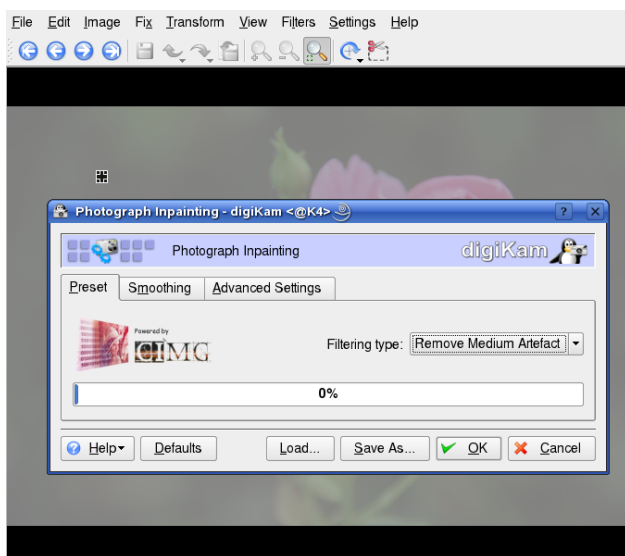 File Edit Image Fix Transform View Filters Settings Help
Photograph Inpainting - digiKam <@K4>
Photograph Inpainting digiKam
Preset Smoothing Advanced Settings
Powered by
CIMG
Filtering type: Remove Medium Artefact
0%
Help Defaults Load... Save As... OK Cancel